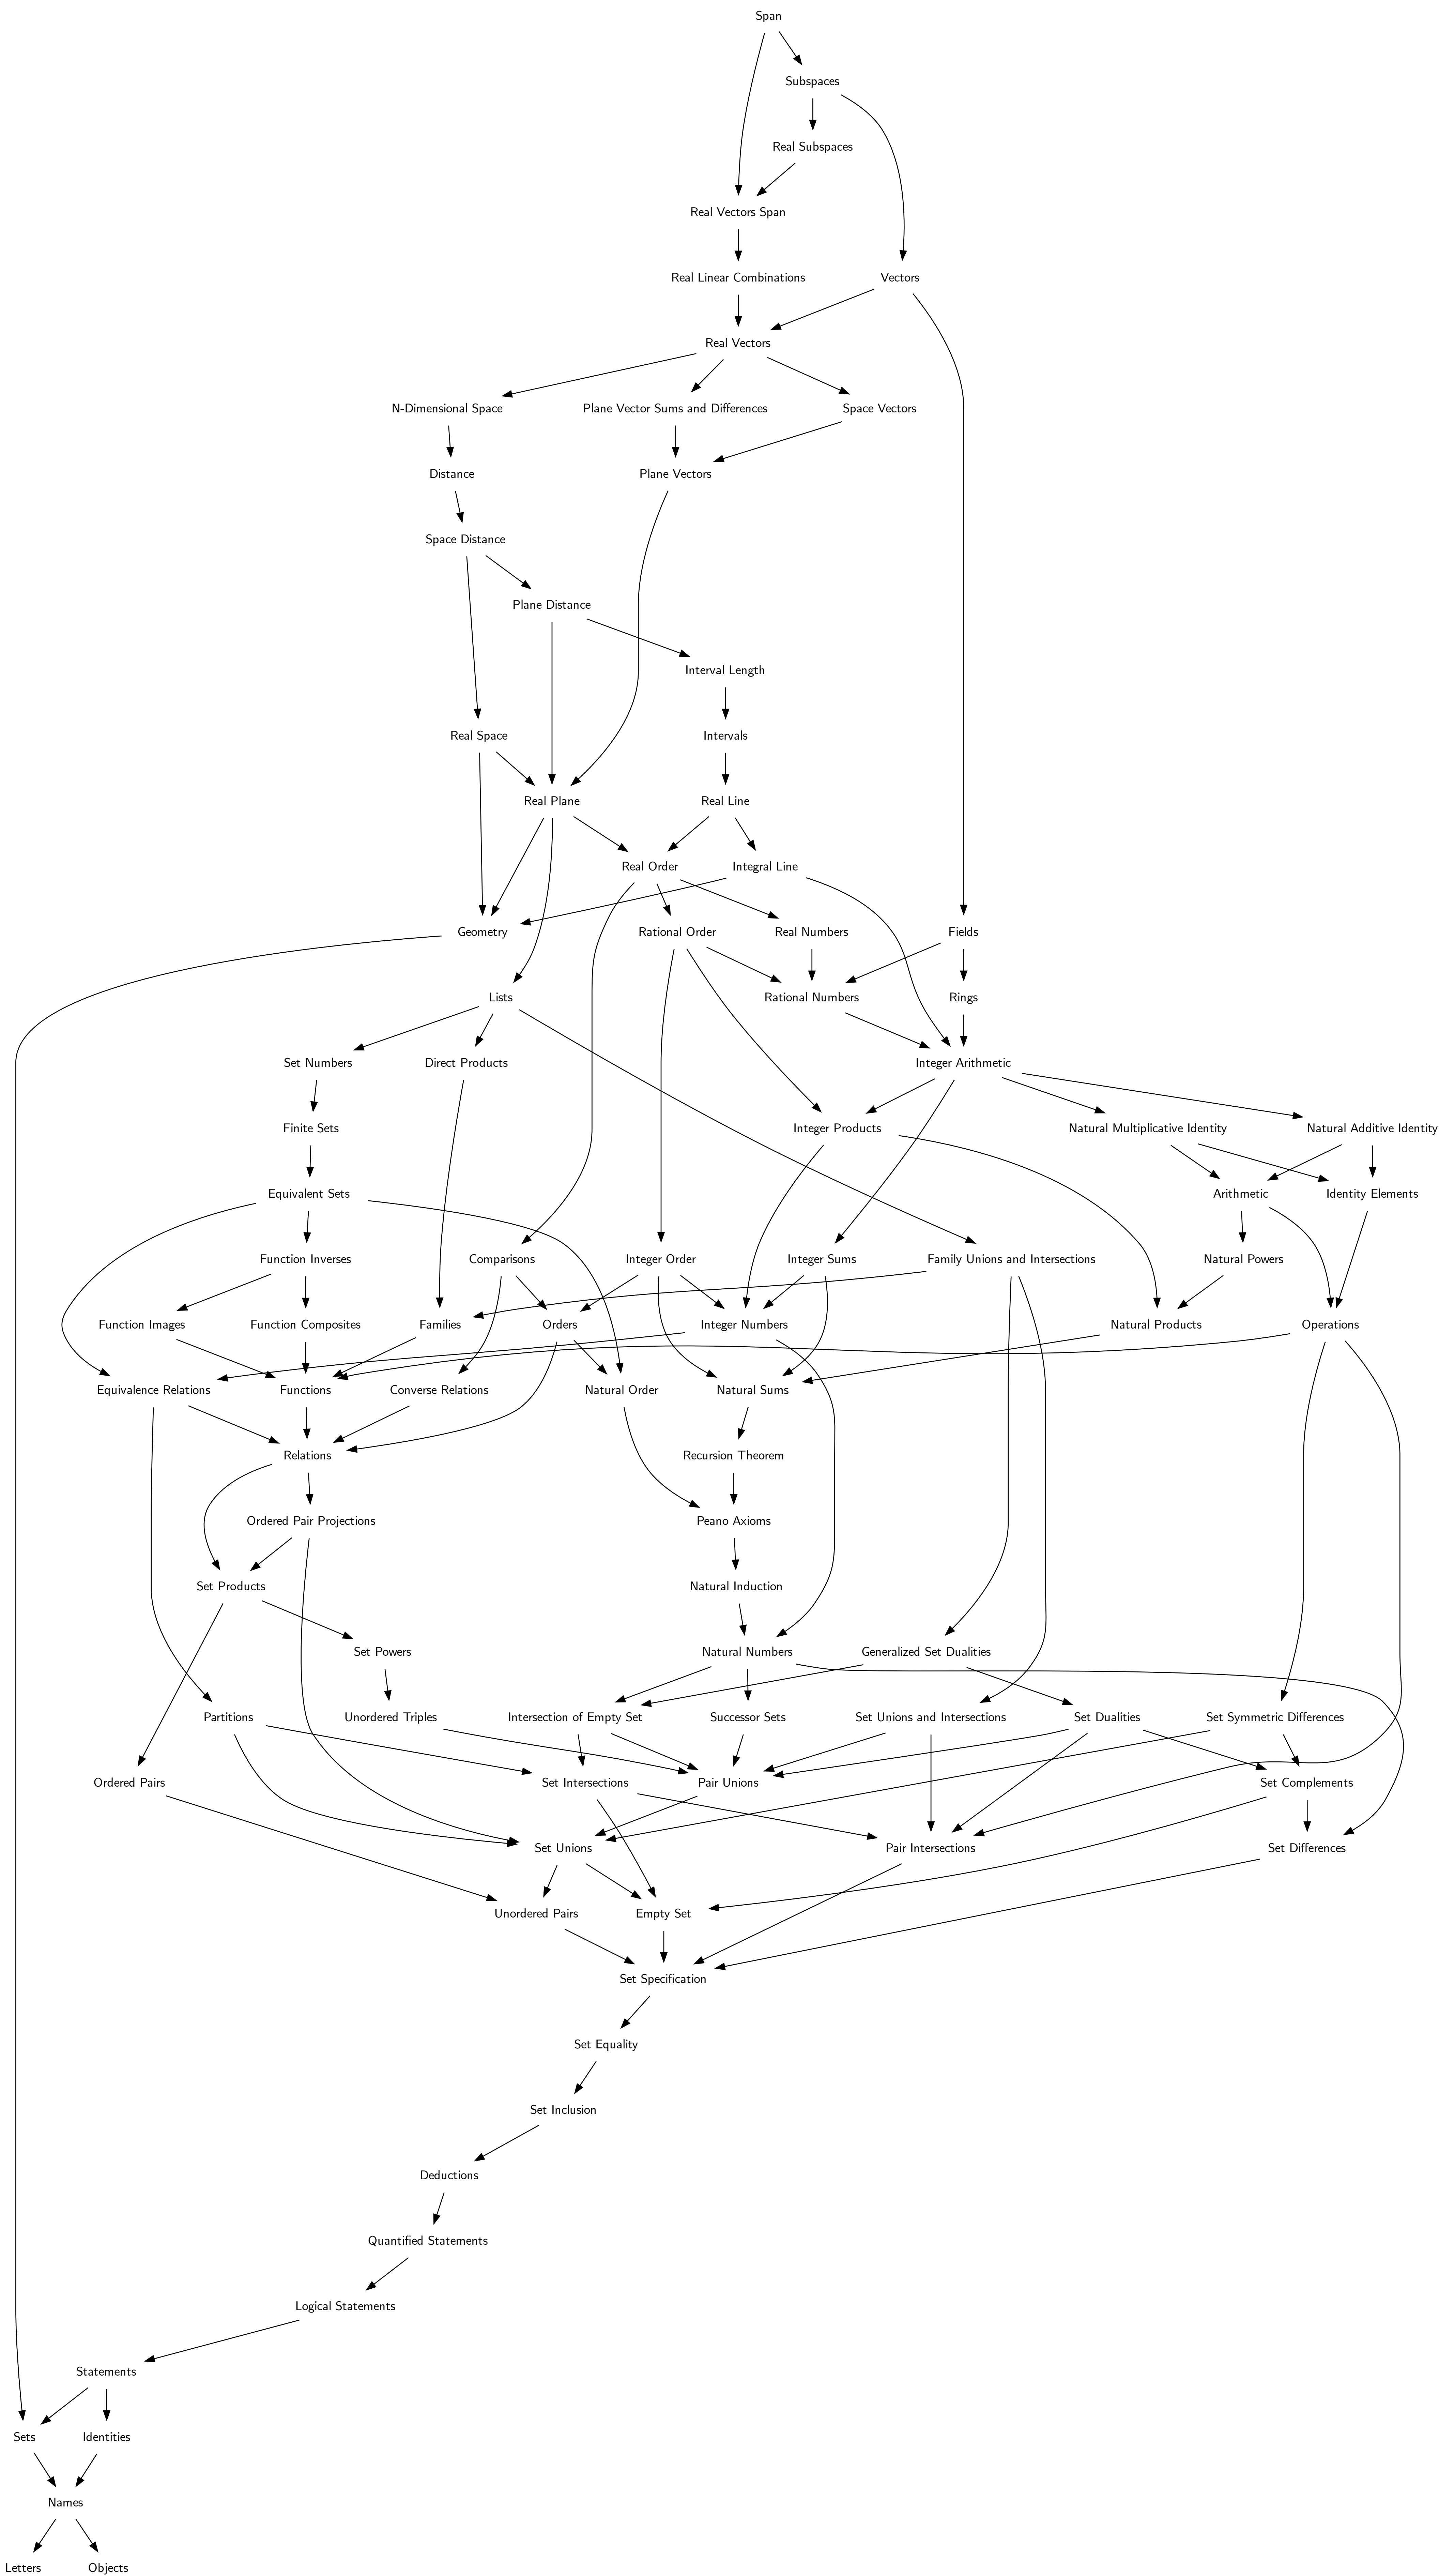 Span
Subspaces
Real Subspaces
Real Vectors Span
Real Linear Combinations
Vectors
Real Vectors
N-Dimensional Space
Plane Vector Sums and Differences
Space Vectors
Distance
Plane Vectors
Space Distance
Plane Distance
Interval Length
Real Space
Intervals
Real Plane
Real Line
Real Order
Integral Line
Geometry
Rational Order
Real Numbers
Fields
Lists
Rational Numbers
Rings
Set Numbers
Direct Products
Integer Arithmetic
Finite Sets
Integer Products
Natural Multiplicative Identity
Natural Additive Identity
Equivalent Sets
Arithmetic
Identity Elements
Function Inverses
Comparisons
Integer Order
Integer Sums
Family Unions and Intersections
Natural Powers
Function Images
Function Composites
Families
Orders
Integer Numbers
Natural Products
Operations
Equivalence Relations
Functions
Converse Relations
Natural Order
Natural Sums
Relations
Recursion Theorem
Ordered Pair Projections
Peano Axioms
Set Products
Natural Induction
Set Powers
Natural Numbers
Generalized Set Dualities
Partitions
Unordered Triples
Intersection of Empty Set
Successor Sets
Set Unions and Intersections
Set Dualities
Set Symmetric Differences
Ordered Pairs
Set Intersections
Pair Unions
Set Complements
Set Unions
Pair Intersections
Set Differences
Unordered Pairs
Empty Set
Set Specification
Set Equality
Set Inclusion
Deductions
Quantified Statements
Logical Statements
Statements
Sets
Identities
Names
Letters
Objects